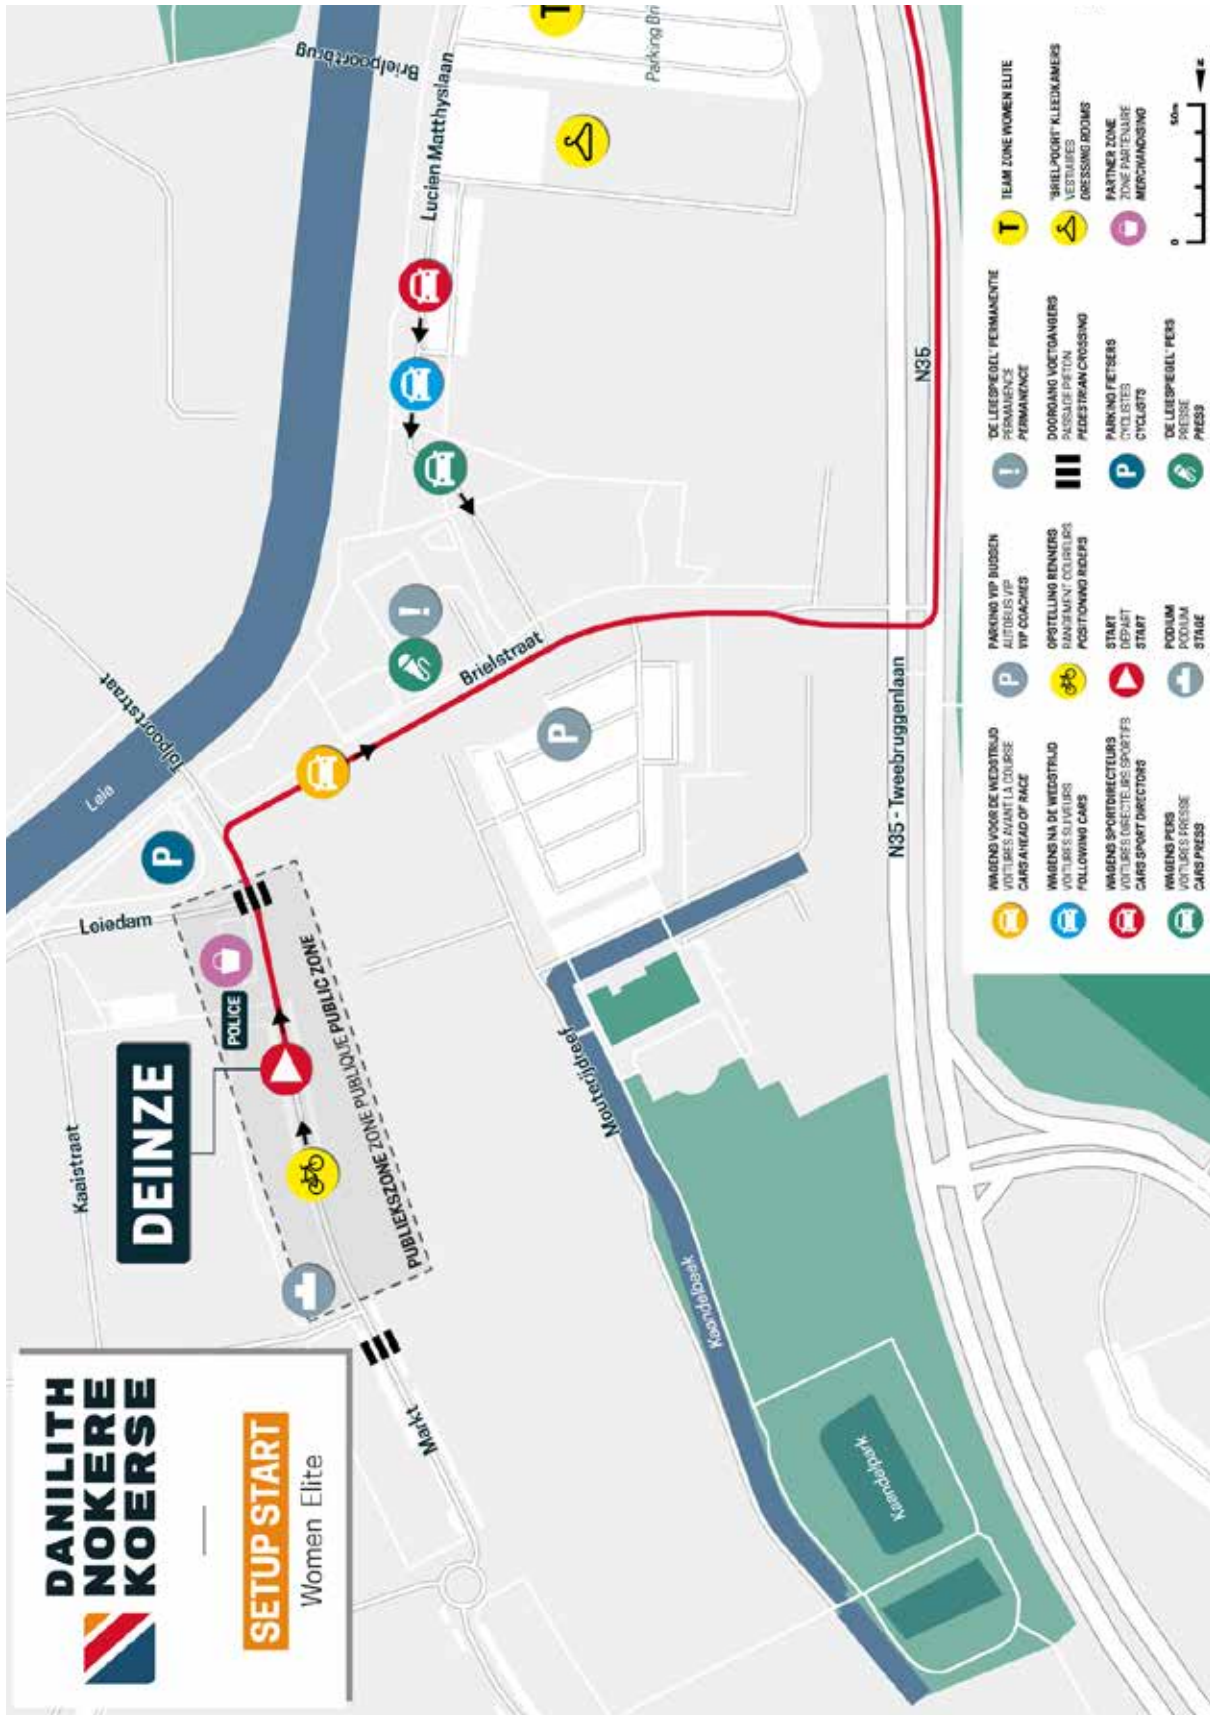 DANILITH
NOKERE
KOERSE
SETUP START
Women Elite
DEINZE
POLICE
PUBLIEKSZONE ZONE PUBLIQUE PUBLIC ZONE
Kaaistraat
Leiedam
Leie
Tolpoortstraat
Brielpoortbrug
Lucien Matthyslaan
Parking Bri
T
Markt
Brielstraat
P
P
Mouterijdreef
Kaandelbeek
Kaandelpark
N35 - Tweebruggenlaan
N35
WAGENS VOOR DE WEDSTRIJD
VOITURES AVANT LA COURSE
CARS AHEAD OF RACE
WAGENS NA DE WEDSTRIJD
VOITURES SUIVEURS
FOLLOWING CARS
WAGENS SPORTDIRECTEURS
VOITURES DIRECTEURS SPORTIFS
CARS SPORT DIRECTORS
WAGENS PERS
VOITURES PRESSE
CARS PRESS
P
PARKING VIP BUSSEN
AUTOBUS VIP
VIP COACHES
OPSTELLING RENNERS
RANGEMENT COUREURS
POSITIONING RIDERS
START
DÉPART
START
PODIUM
PODIUM
STAGE
'DE LEIESPIEGEL' PERMANENTIE
PERMANENCE
PERMANENCE
DOORGANG VOETGANGERS
PASSAGE PIÉTON
PEDESTRIAN CROSSING
P
PARKING FIETSERS
CYCLISTES
CYCLISTS
'DE LEIESPIEGEL' PERS
PRESSE
PRESS
T
TEAM ZONE WOMEN ELITE
'BRIELPOORT' KLEEDKAMERS
VESTIAIRES
DRESSING ROOMS
PARTNER ZONE
ZONE PARTENAIRE
MERCHANDISING
0 50m